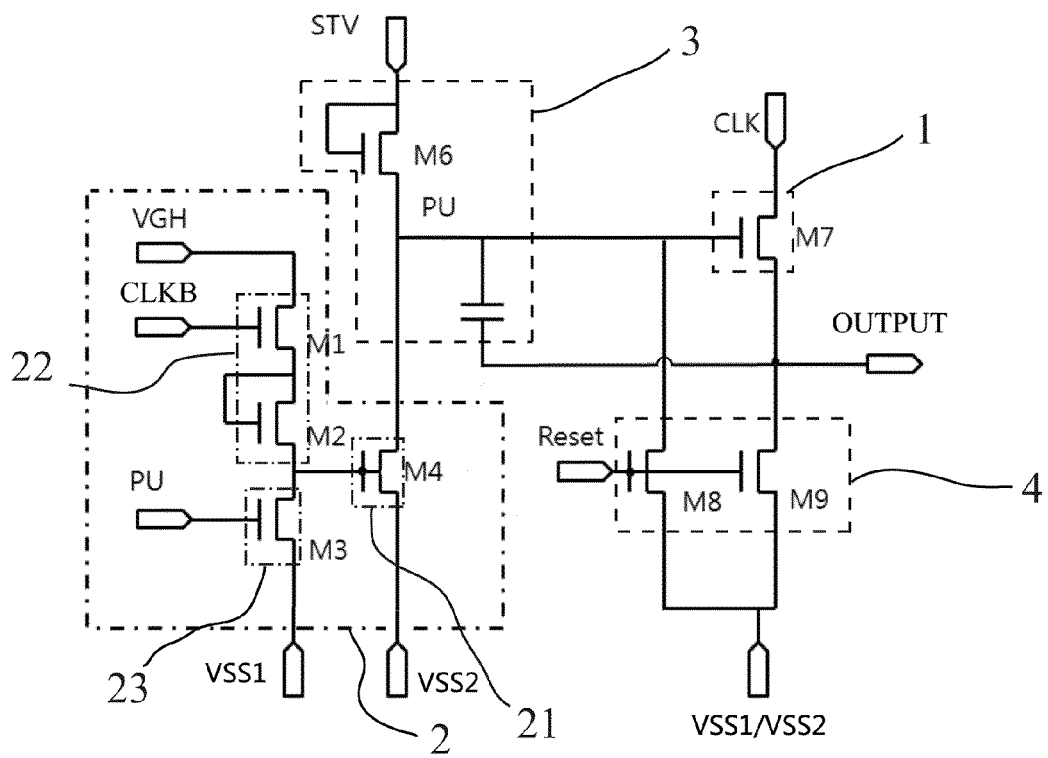 STV
3
CLK
1
M6
VGH
PU
M7
CLKB
OUTPUT
22
M1
M2
Reset
PU
M4
M8
M9
4
M3
23
VSS1
VSS2
21
2
VSS1/VSS2